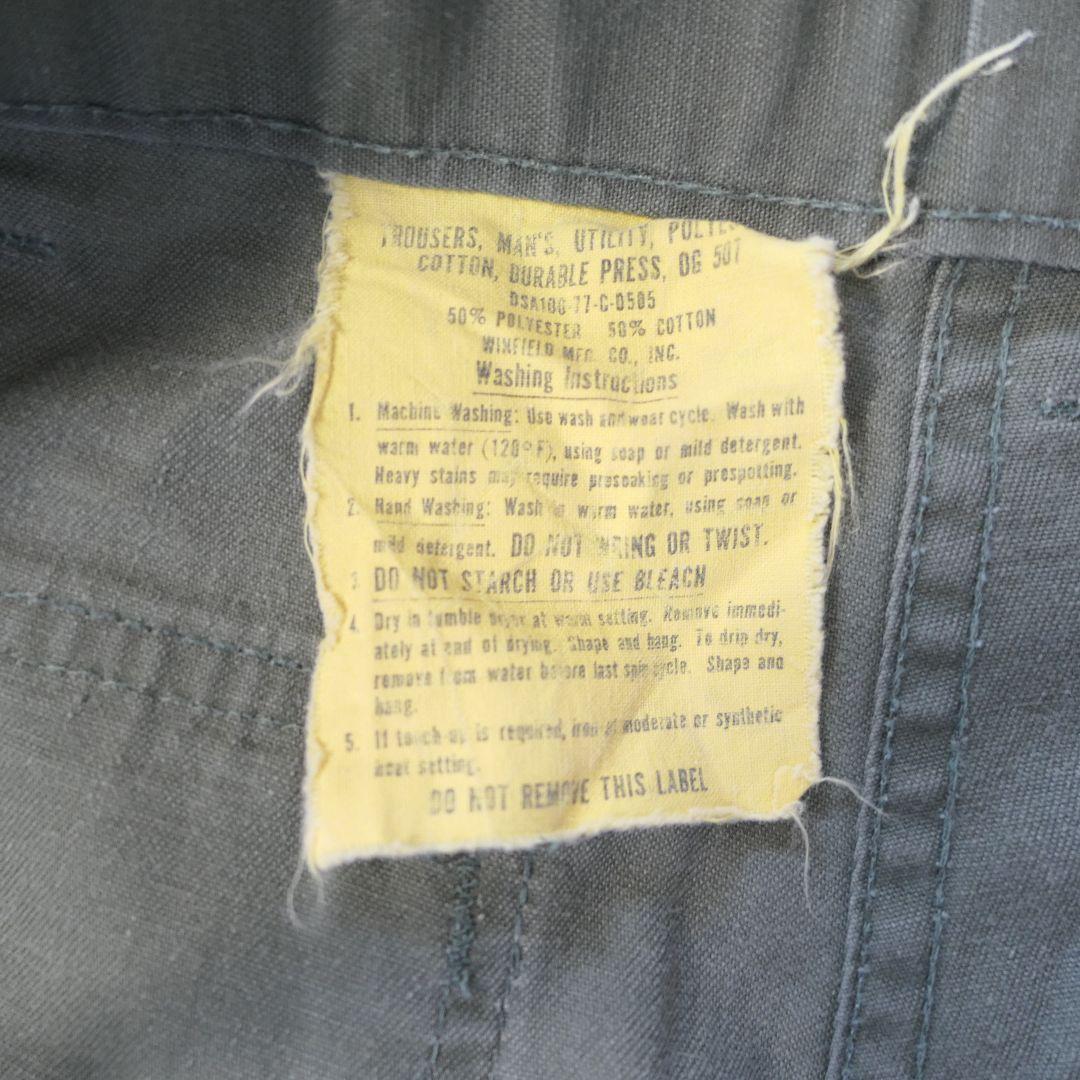 TROUSERS, MAN'S, UTILITY,
COTTON, DURABLE PRESS, OG 507
DSA100-77-C-0505
50% POLYESTER 50% COTTON
WINFIELD MFG. CO., INC.
Washing Instructions
1. Machine Washing: Use wash and wear cycle. Wash with
warm water (120°F), using soap or mild detergent.
Heavy stains may require presoaking or prespotting.
2. Hand Washing: Wash in warm water, using soap or
mild detergent. DO NOT WRING OR TWIST.
3. DO NOT STARCH OR USE BLEACH
4. Dry in tumble dryer at warm setting. Remove immedi-
ately at end of drying. Shape and hang. To drip dry,
remove from water before last spin cycle. Shape and
hang.
5. If touch-up is required, iron at moderate or synthetic
heat setting.
DO NOT REMOVE THIS LABEL